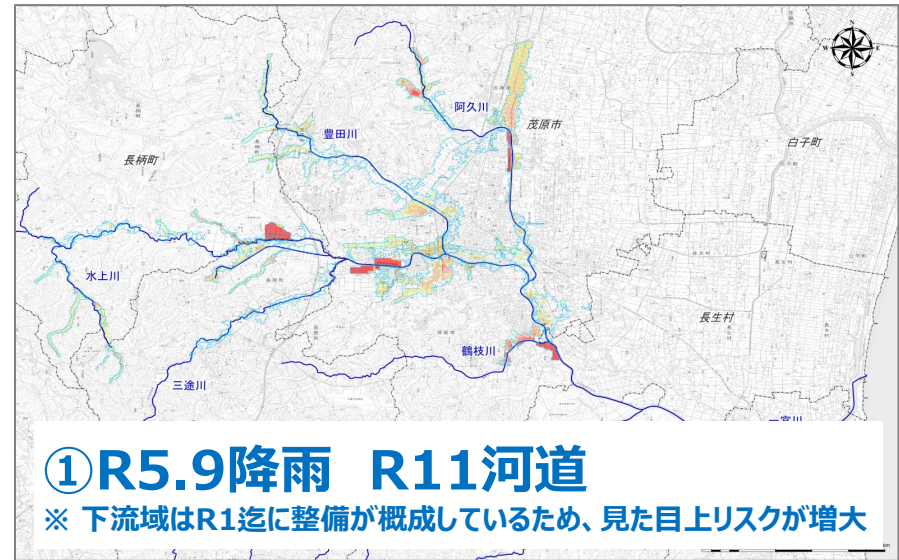 N
W
E
S
阿久川
茂原市
豊田川
白子町
長柄町
水上川
長生村
鶴枝川
三途川
一宮川
①R5.9降雨 R11河道
※ 下流域はR1迄に整備が概成しているため、見た目上リスクが増大
km